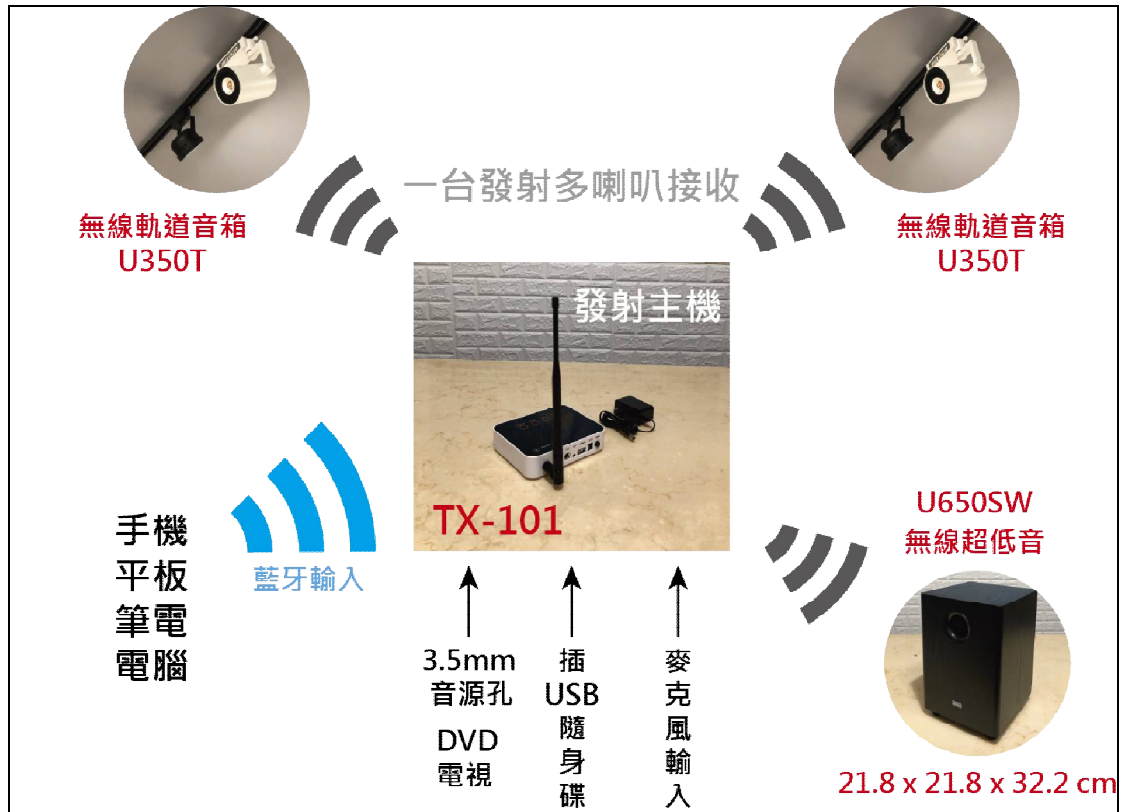 一台發射多喇叭接收
無線軌道音箱
U350T
無線軌道音箱
U350T
發射主機
TX-101
手機
平板
筆電
電腦
藍牙輸入
3.5mm
音源孔
DVD
電視
插
USB
隨
身
碟
麥
克
風
輸
入
U650SW
無線超低音
21.8 x 21.8 x 32.2 cm